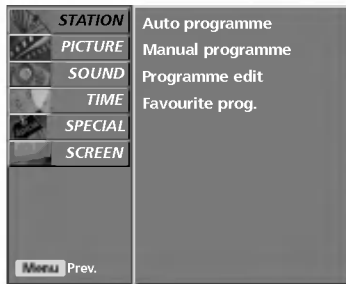 STATION
PICTURE
SOUND
TIME
SPECIAL
SCREEN
Menu Prev.
Auto programme
Manual programme
Programme edit
Favourite prog.